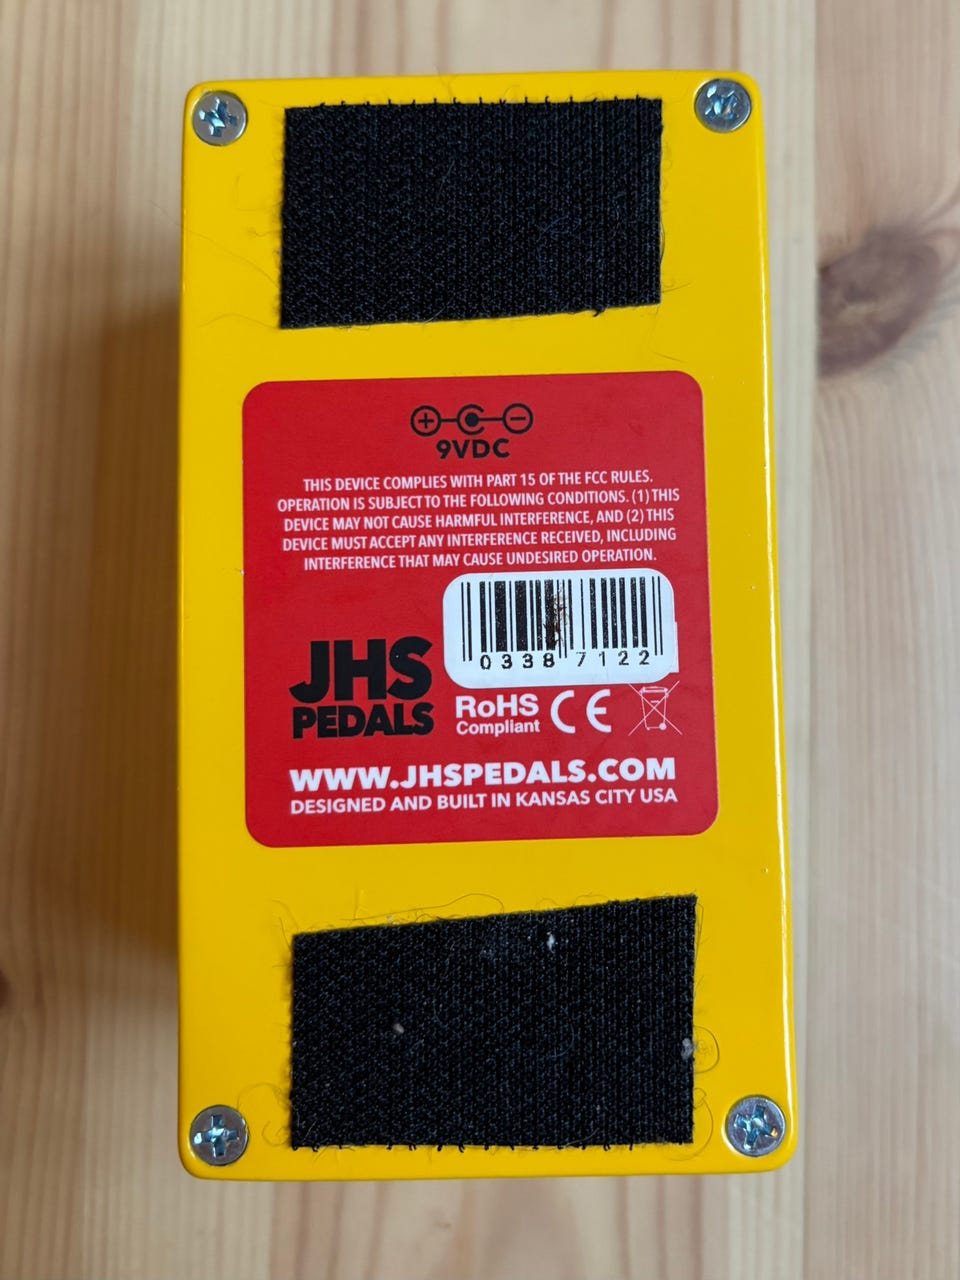 9VDC
THIS DEVICE COMPLIES WITH PART 15 OF THE FCC RULES.
OPERATION IS SUBJECT TO THE FOLLOWING CONDITIONS. (1) THIS
DEVICE MAY NOT CAUSE HARMFUL INTERFERENCE, AND (2) THIS
DEVICE MUST ACCEPT ANY INTERFERENCE RECEIVED, INCLUDING
INTERFERENCE THAT MAY CAUSE UNDESIRED OPERATION.
0338 7122
JHS
PEDALS
RoHS
Compliant
CE
WWW.JHSPEDALS.COM
DESIGNED AND BUILT IN KANSAS CITY USA